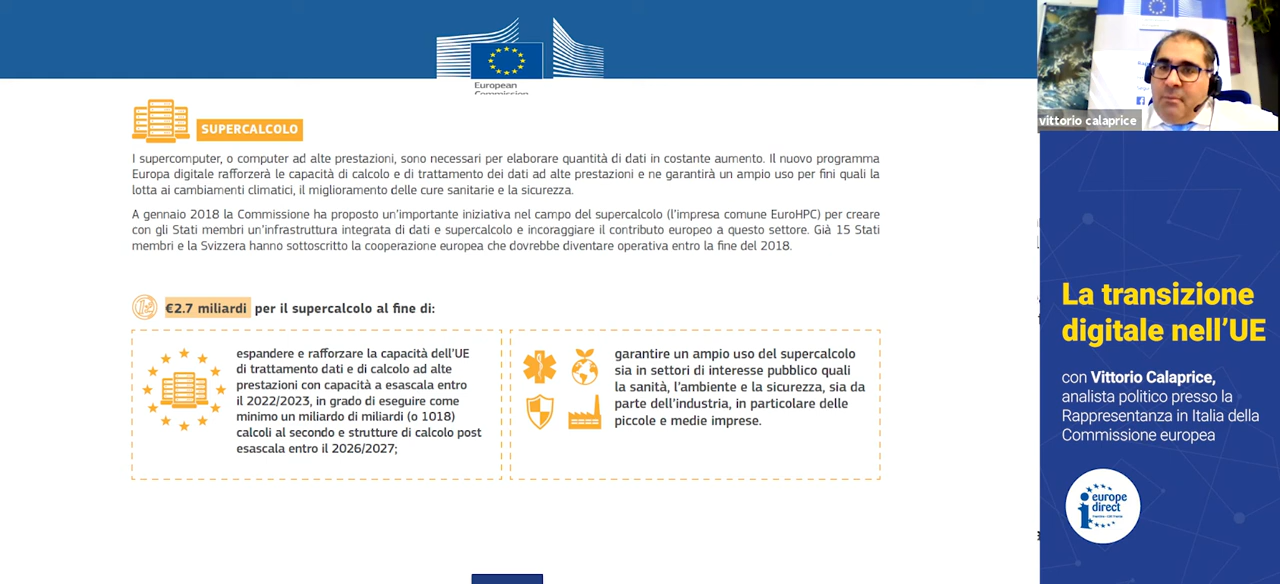 European
Commission
SUPERCALCOLO
I supercomputer, o computer ad alte prestazioni, sono necessari per elaborare quantità di dati in costante aumento. Il nuovo programma
Europa digitale rafforzerà le capacità di calcolo e di trattamento dei dati ad alte prestazioni e ne garantirà un ampio uso per fini quali la
lotta ai cambiamenti climatici, il miglioramento delle cure sanitarie e la sicurezza.
A gennaio 2018 la Commissione ha proposto un'importante iniziativa nel campo del supercalcolo (l'impresa comune EuroHPC) per creare
con gli Stati membri un'infrastruttura integrata di dati e supercalcolo e incoraggiare il contributo europeo a questo settore. Già 15 Stati
membri e la Svizzera hanno sottoscritto la cooperazione europea che dovrebbe diventare operativa entro la fine del 2018.
€2.7 miliardi per il supercalcolo al fine di:
espandere e rafforzare la capacità dell'UE
di trattamento dati e di calcolo ad alte
prestazioni con capacità a esascala entro
il 2022/2023, in grado di eseguire come
minimo un miliardo di miliardi (o 1018)
calcoli al secondo e strutture di calcolo post
esascala entro il 2026/2027;
garantire un ampio uso del supercalcolo
sia in settori di interesse pubblico quali
la sanità, l'ambiente e la sicurezza, sia da
parte dell'industria, in particolare delle
piccole e medie imprese.
vittorio calaprice
La transizione
digitale nell'UE
con Vittorio Calaprice,
analista politico presso la
Rappresentanza in Italia della
Commissione europea
europe
direct